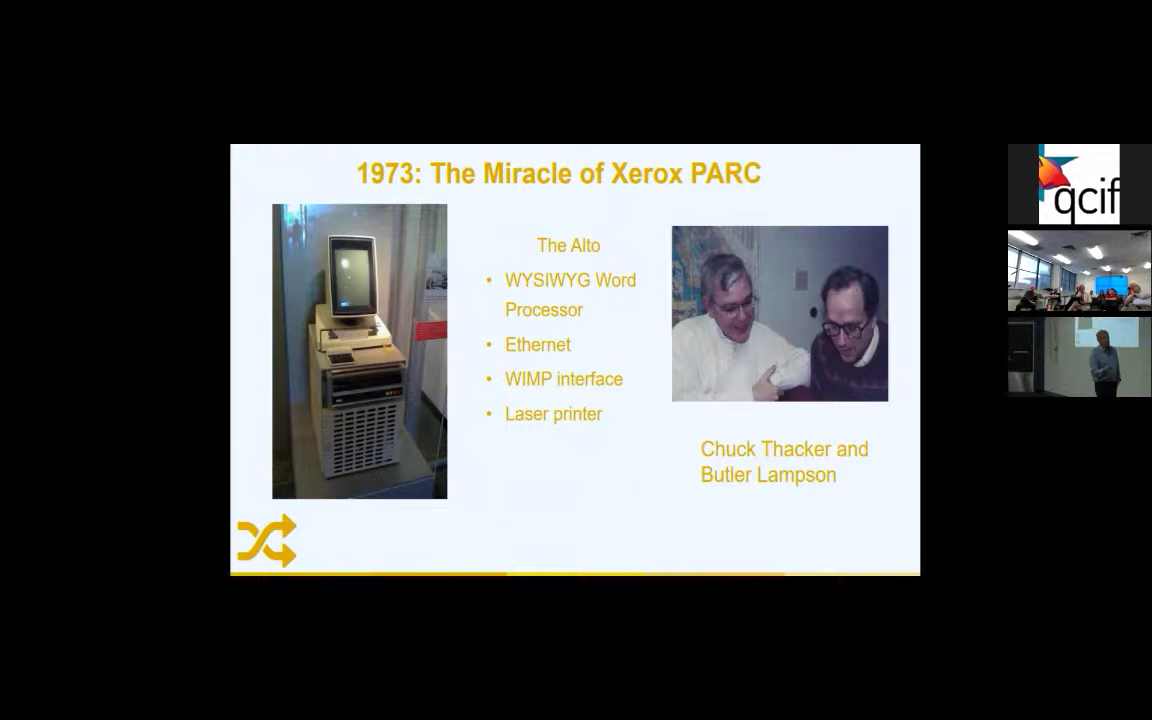 1973: The Miracle of Xerox PARC
The Alto
• WYSIWYG Word
Processor
• Ethernet
• WIMP interface
• Laser printer
Chuck Thacker and
Butler Lampson
qcif